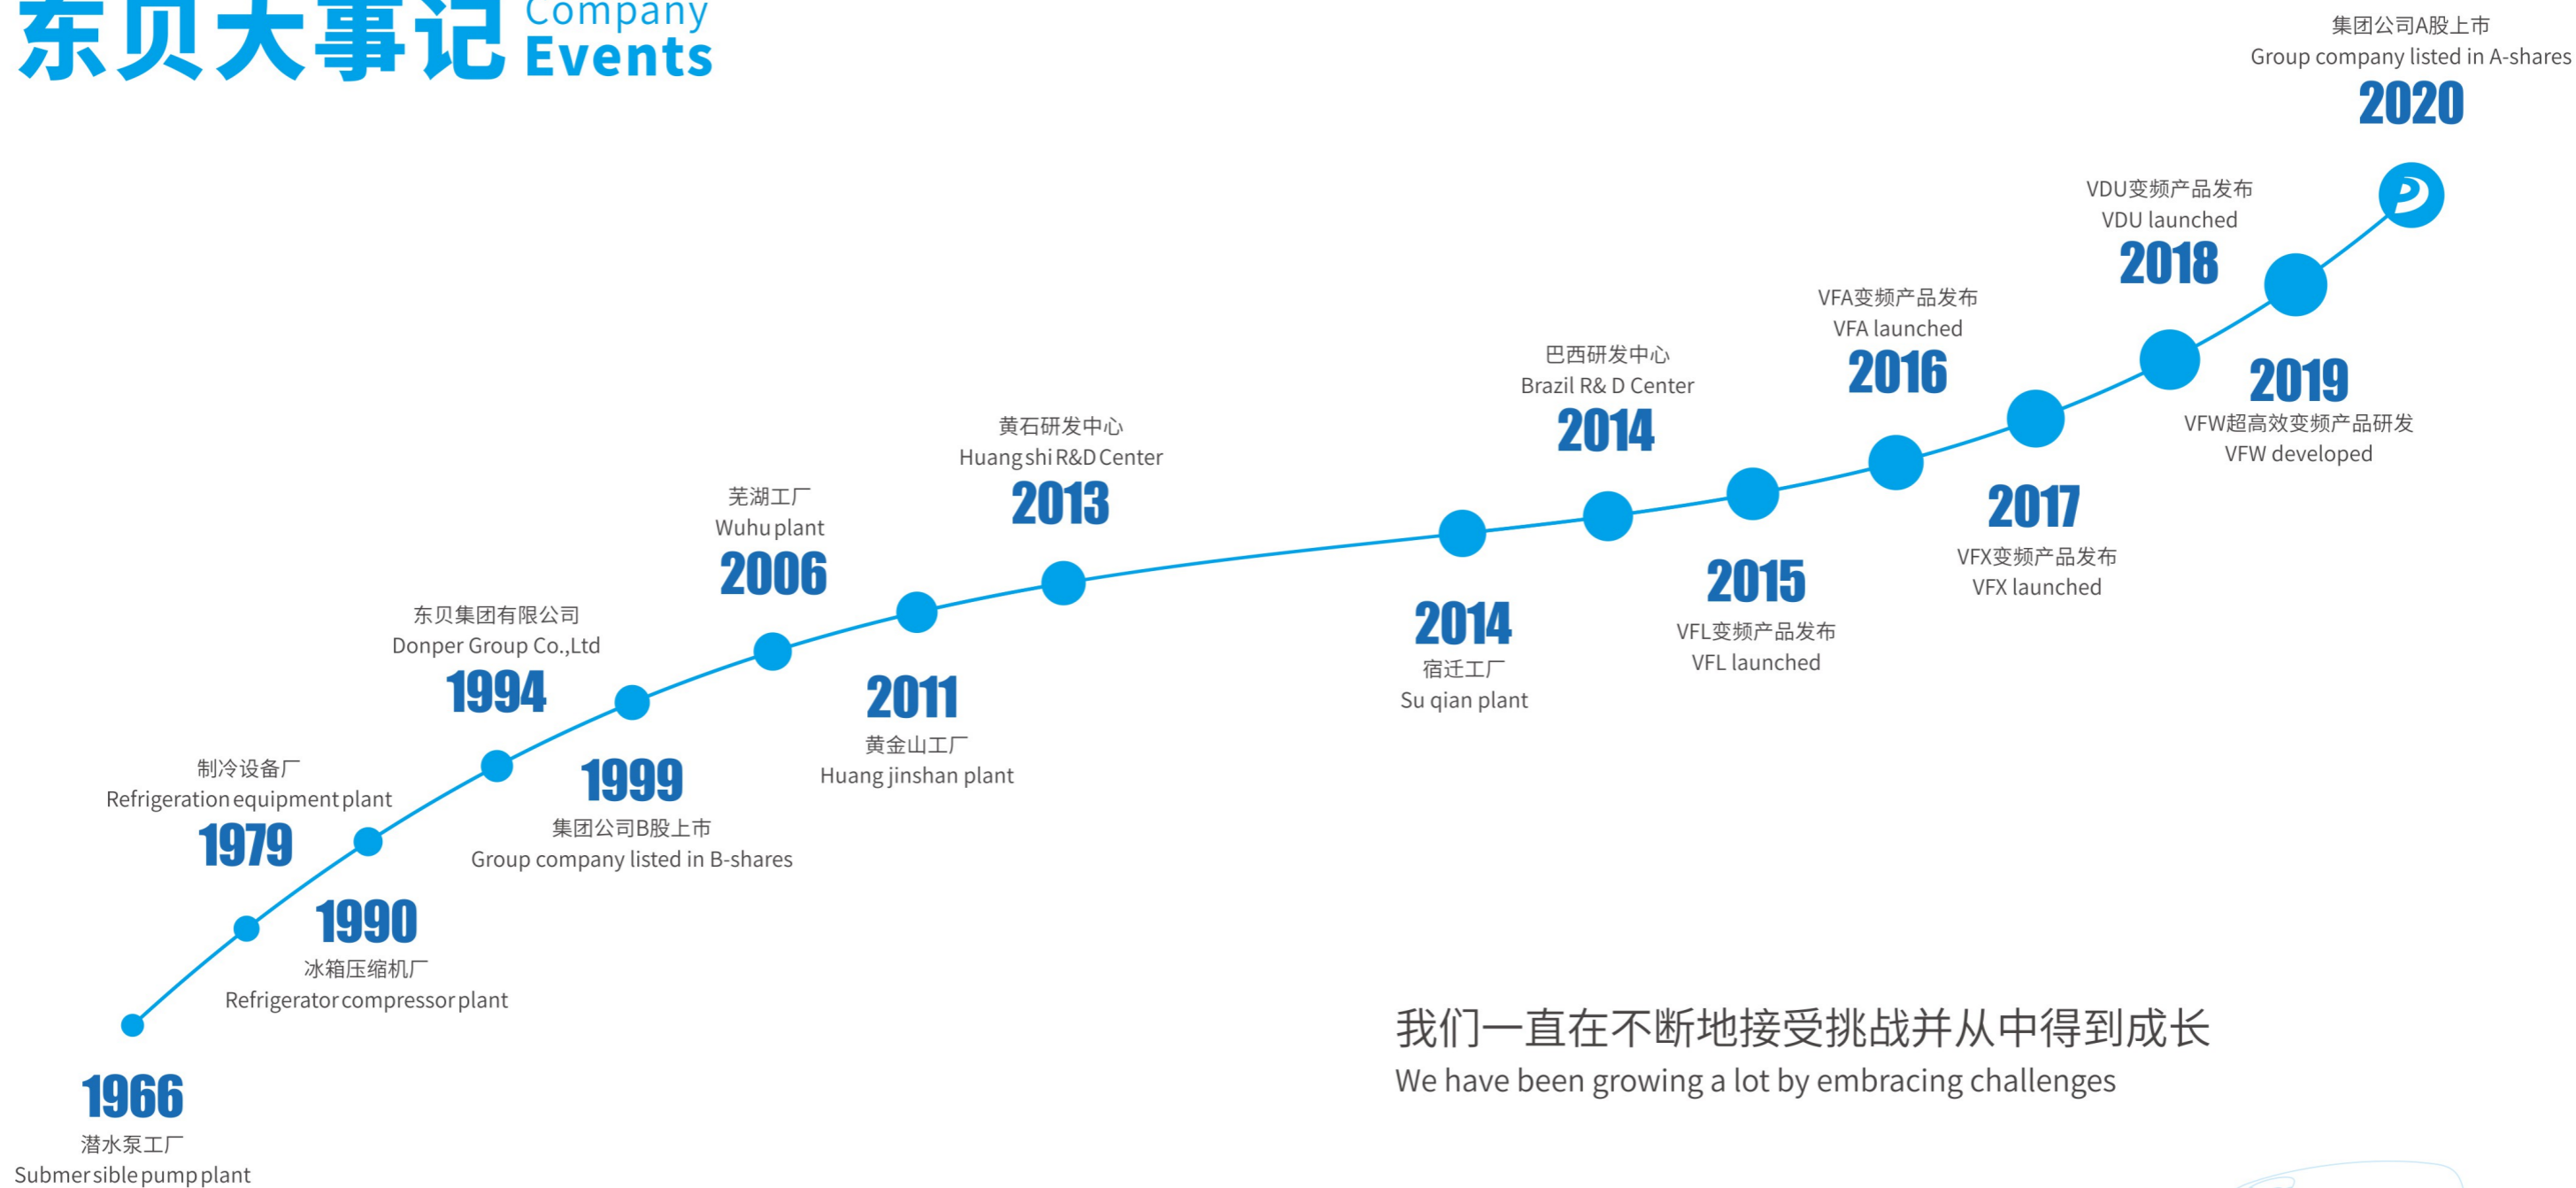 东贝大事记
Company
Events
1966
潜水泵工厂
Submersible pump plant
制冷设备厂
Refrigeration equipment plant
1979
1990
冰箱压缩机厂
Refrigerator compressor plant
东贝集团有限公司
Donper Group Co.,Ltd
1994
1999
集团公司B股上市
Group company listed in B-shares
芜湖工厂
Wuhu plant
2006
2011
黄金山工厂
Huang jinshan plant
黄石研发中心
Huang shi R&D Center
2013
2014
宿迁工厂
Su qian plant
巴西研发中心
Brazil R& D Center
2014
2015
VFL变频产品发布
VFL launched
VFA变频产品发布
VFA launched
2016
2017
VFX变频产品发布
VFX launched
VDU变频产品发布
VDU launched
2018
2019
VFW超高效变频产品研发
VFW developed
集团公司A股上市
Group company listed in A-shares
2020
我们一直在不断地接受挑战并从中得到成长
We have been growing a lot by embracing challenges